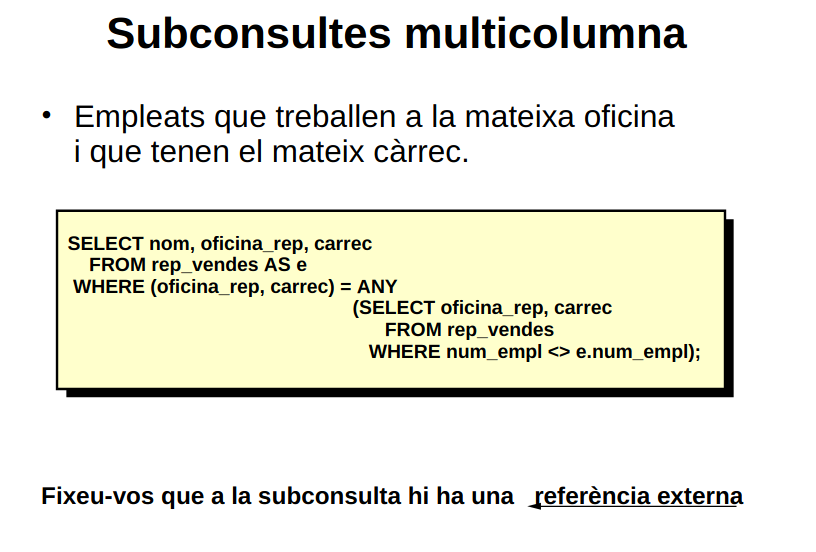 Subconsultes multicolumna
• Empleats que treballen a la mateixa oficina
i que tenen el mateix càrrec.
SELECT nom, oficina_rep, carrec
FROM rep_vendes AS e
WHERE (oficina_rep, carrec) = ANY
(SELECT oficina_rep, carrec
FROM rep_vendes
WHERE num_empl <> e.num_empl);
Fixeu-vos que a la subconsulta hi ha una referència externa